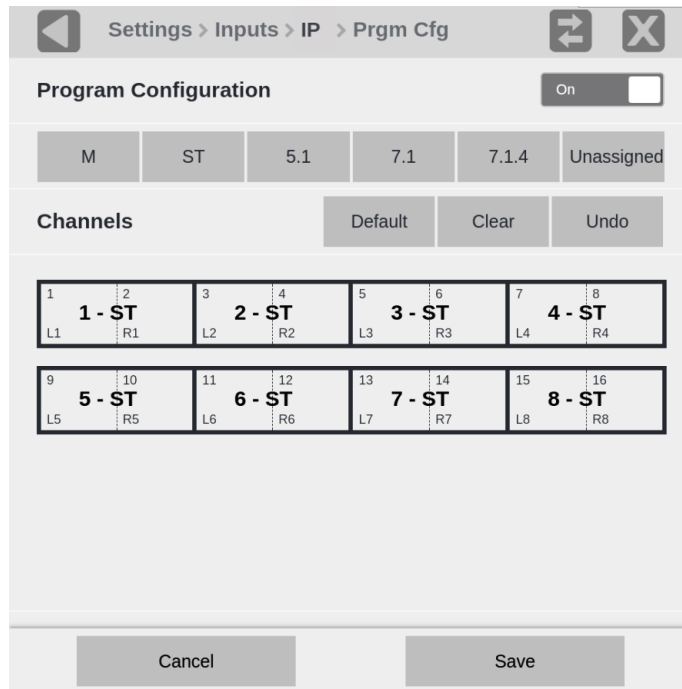 Settings > Inputs > IP > Prgm Cfg
Program Configuration On
M ST 5.1 7.1 7.1.4 Unassigned
Channels Default Clear Undo
1 2 3 4 5 6 7 8
1 - ST 2 - ST 3 - ST 4 - ST
L1 R1 L2 R2 L3 R3 L4 R4
9 10 11 12 13 14 15 16
5 - ST 6 - ST 7 - ST 8 - ST
L5 R5 L6 R6 L7 R7 L8 R8
Cancel Save